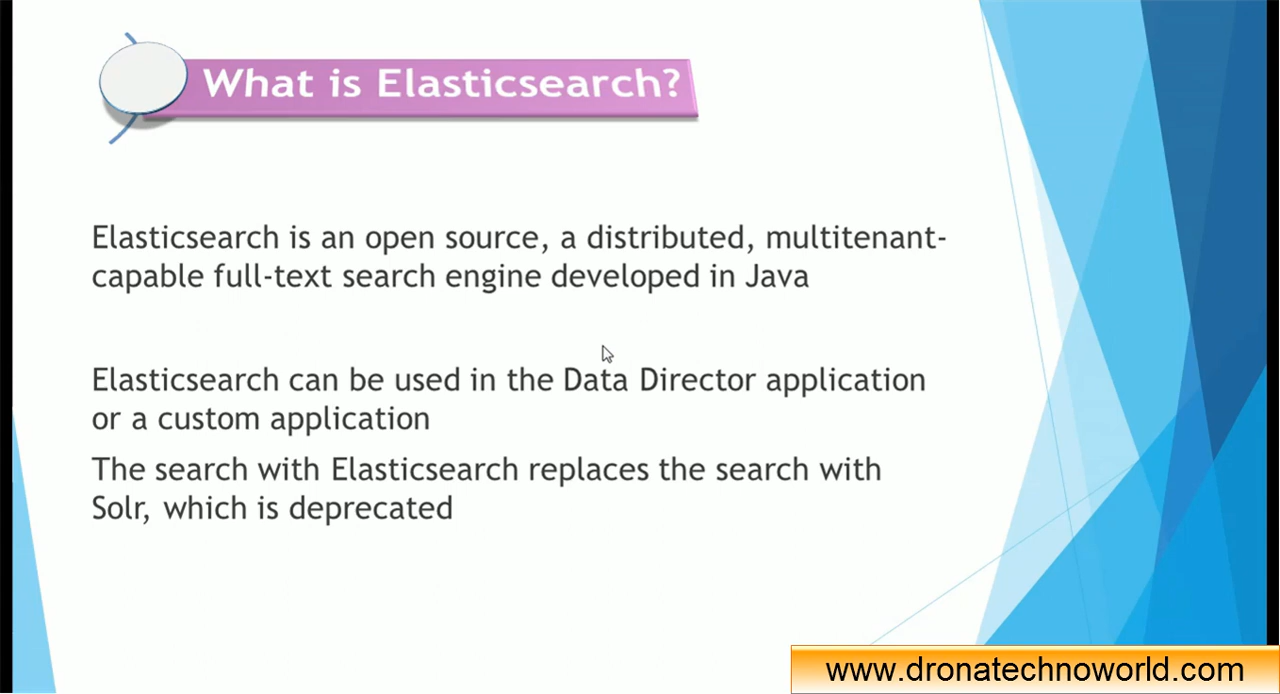 What is Elasticsearch?
Elasticsearch is an open source, a distributed, multitenant-
capable full-text search engine developed in Java
Elasticsearch can be used in the Data Director application
or a custom application
The search with Elasticsearch replaces the search with
Solr, which is deprecated
www.dronatechnoworld.com